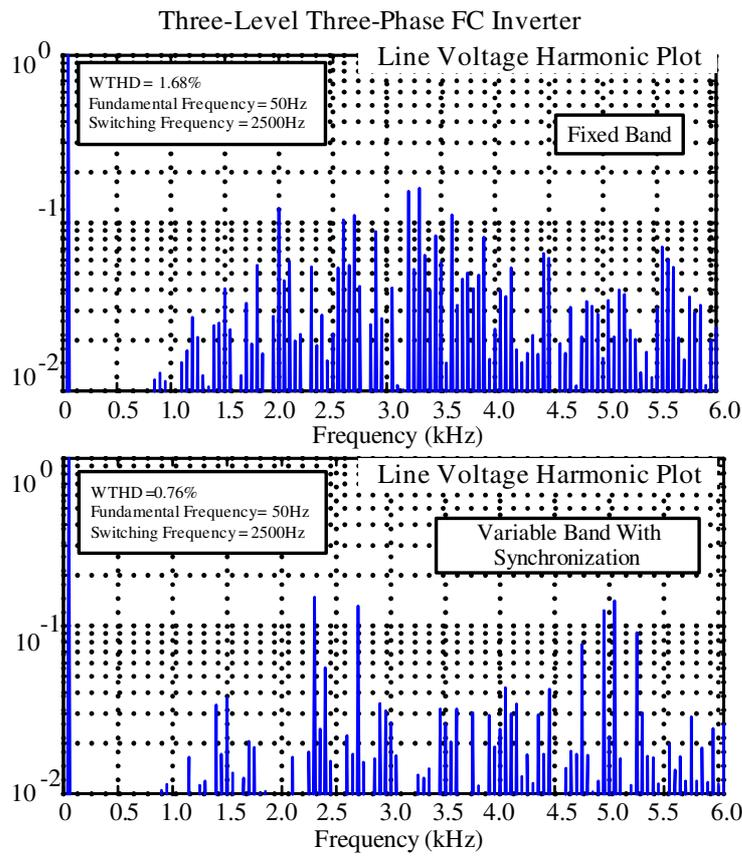 Three-Level Three-Phase FC Inverter
Line Voltage Harmonic Plot
WTHD = 1.68%
Fundamental Frequency = 50Hz
Switching Frequency = 2500Hz
Fixed Band
10^0
-1
10^-2
0 0.5 1.0 1.5 2.0 2.5 3.0 3.5 4.0 4.5 5.0 5.5 6.0
Frequency (kHz)
Line Voltage Harmonic Plot
WTHD =0.76%
Fundamental Frequency= 50Hz
Switching Frequency = 2500Hz
Variable Band With
Synchronization
10^0
10^-1
10^-2
0 0.5 1.0 1.5 2.0 2.5 3.0 3.5 4.0 4.5 5.0 5.5 6.0
Frequency (kHz)